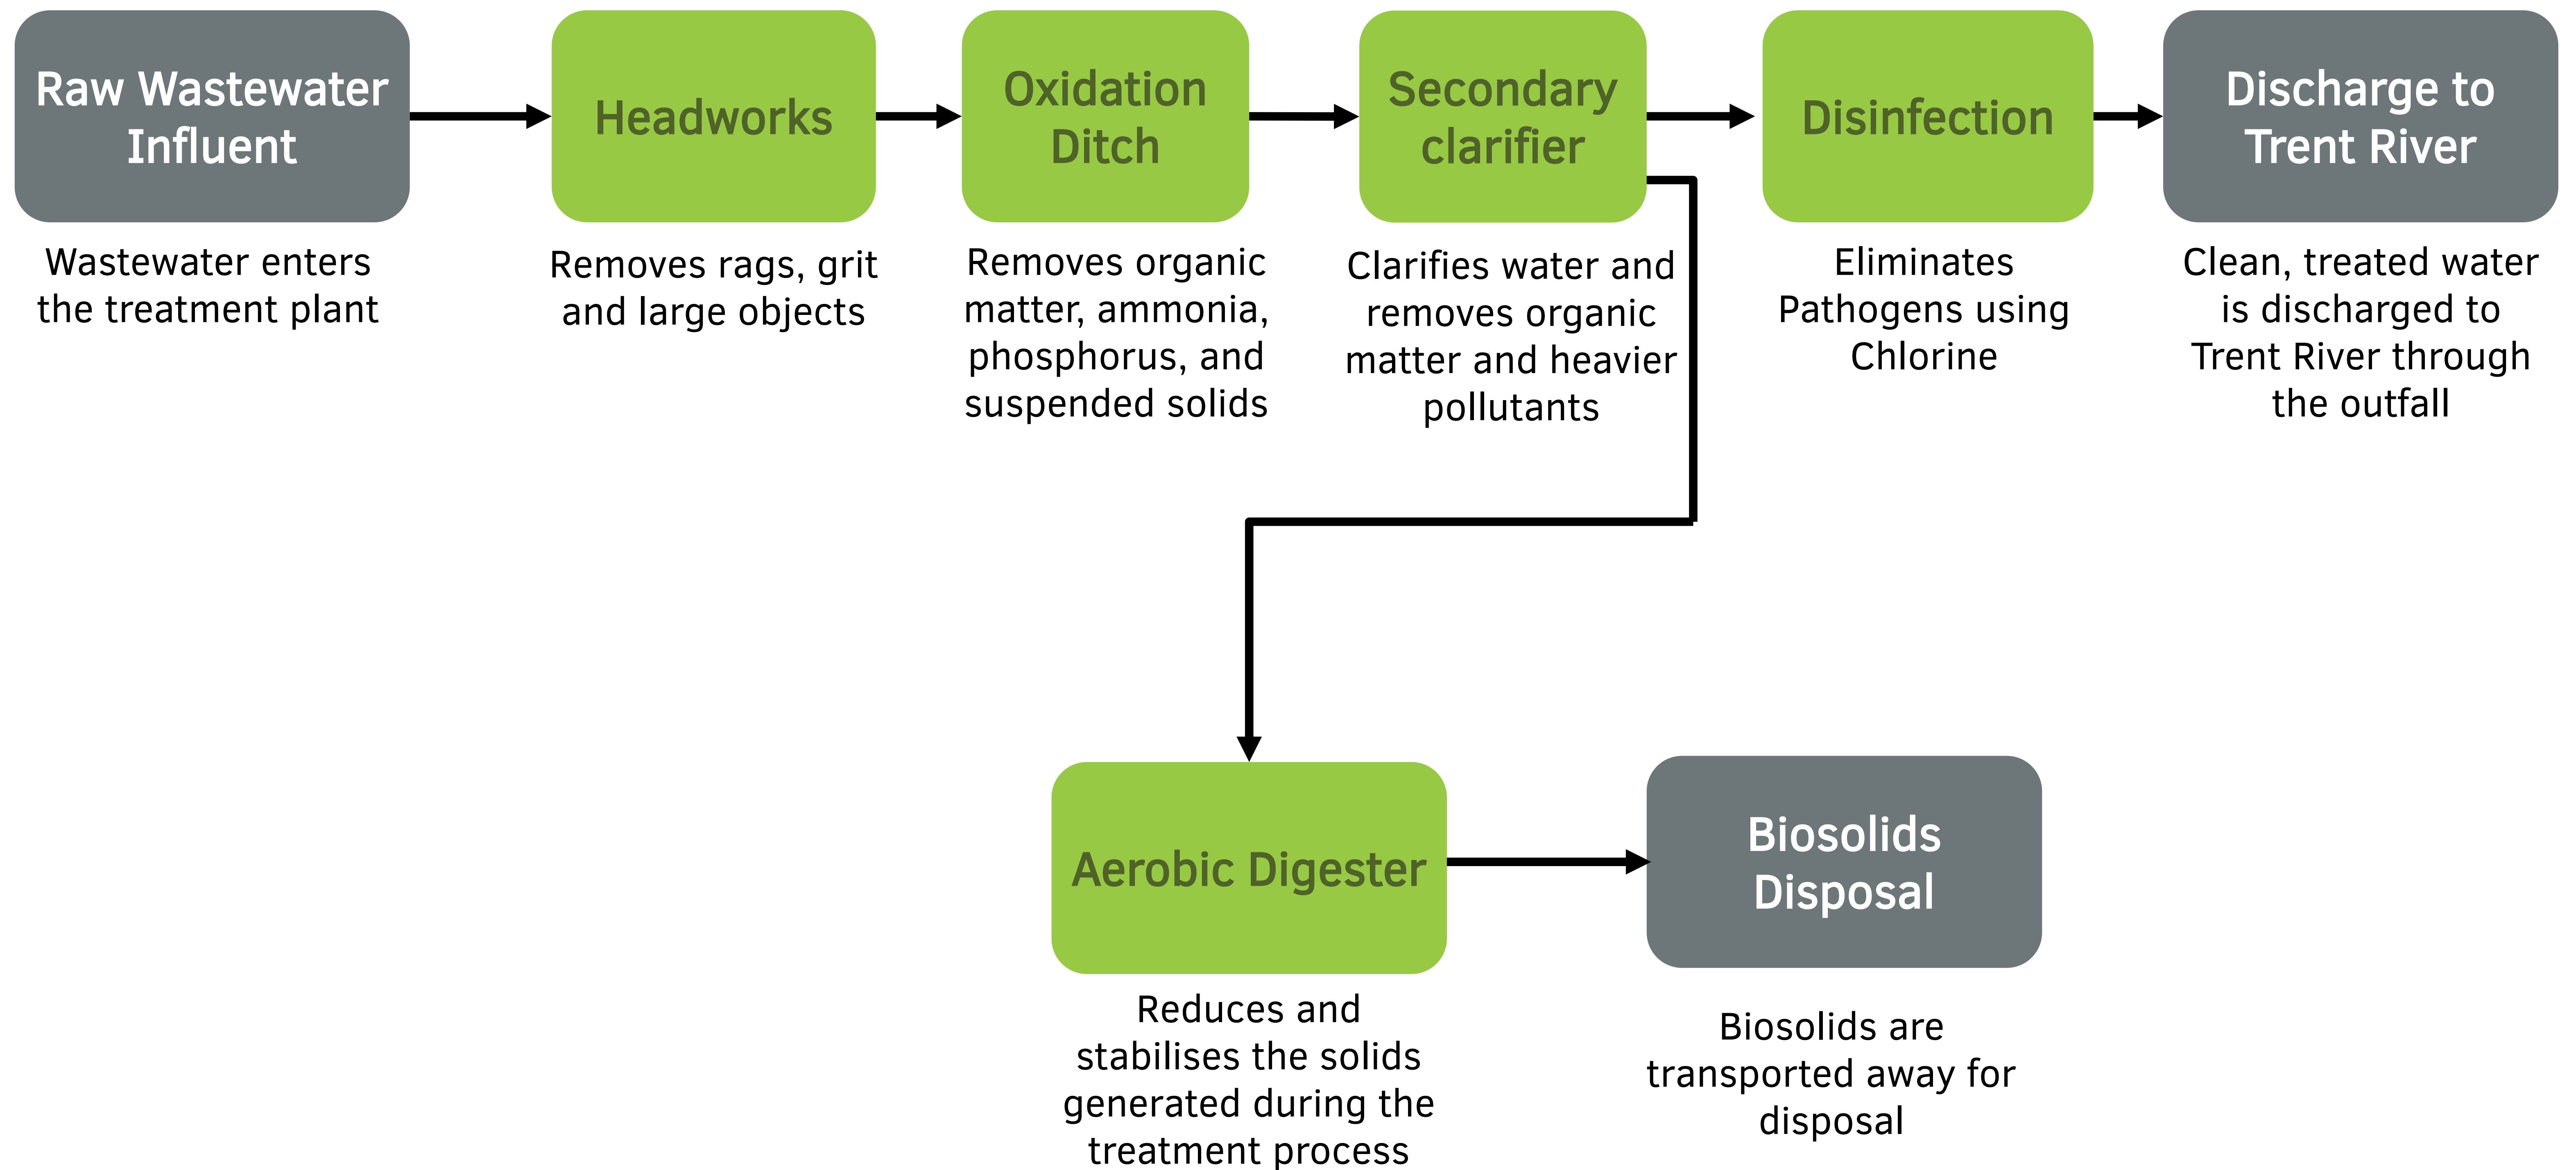 Raw Wastewater
Influent
Headworks
Oxidation
Ditch
Secondary
clarifier
Disinfection
Discharge to
Trent River
Wastewater enters
the treatment plant
Removes rags, grit
and large objects
Removes organic
matter, ammonia,
phosphorus, and
suspended solids
Clarifies water and
removes organic
matter and heavier
pollutants
Eliminates
Pathogens using
Chlorine
Clean, treated water
is discharged to
Trent River through
the outfall
Aerobic Digester
Biosolids
Disposal
Reduces and
stabilises the solids
generated during the
treatment process
Biosolids are
transported away for
disposal